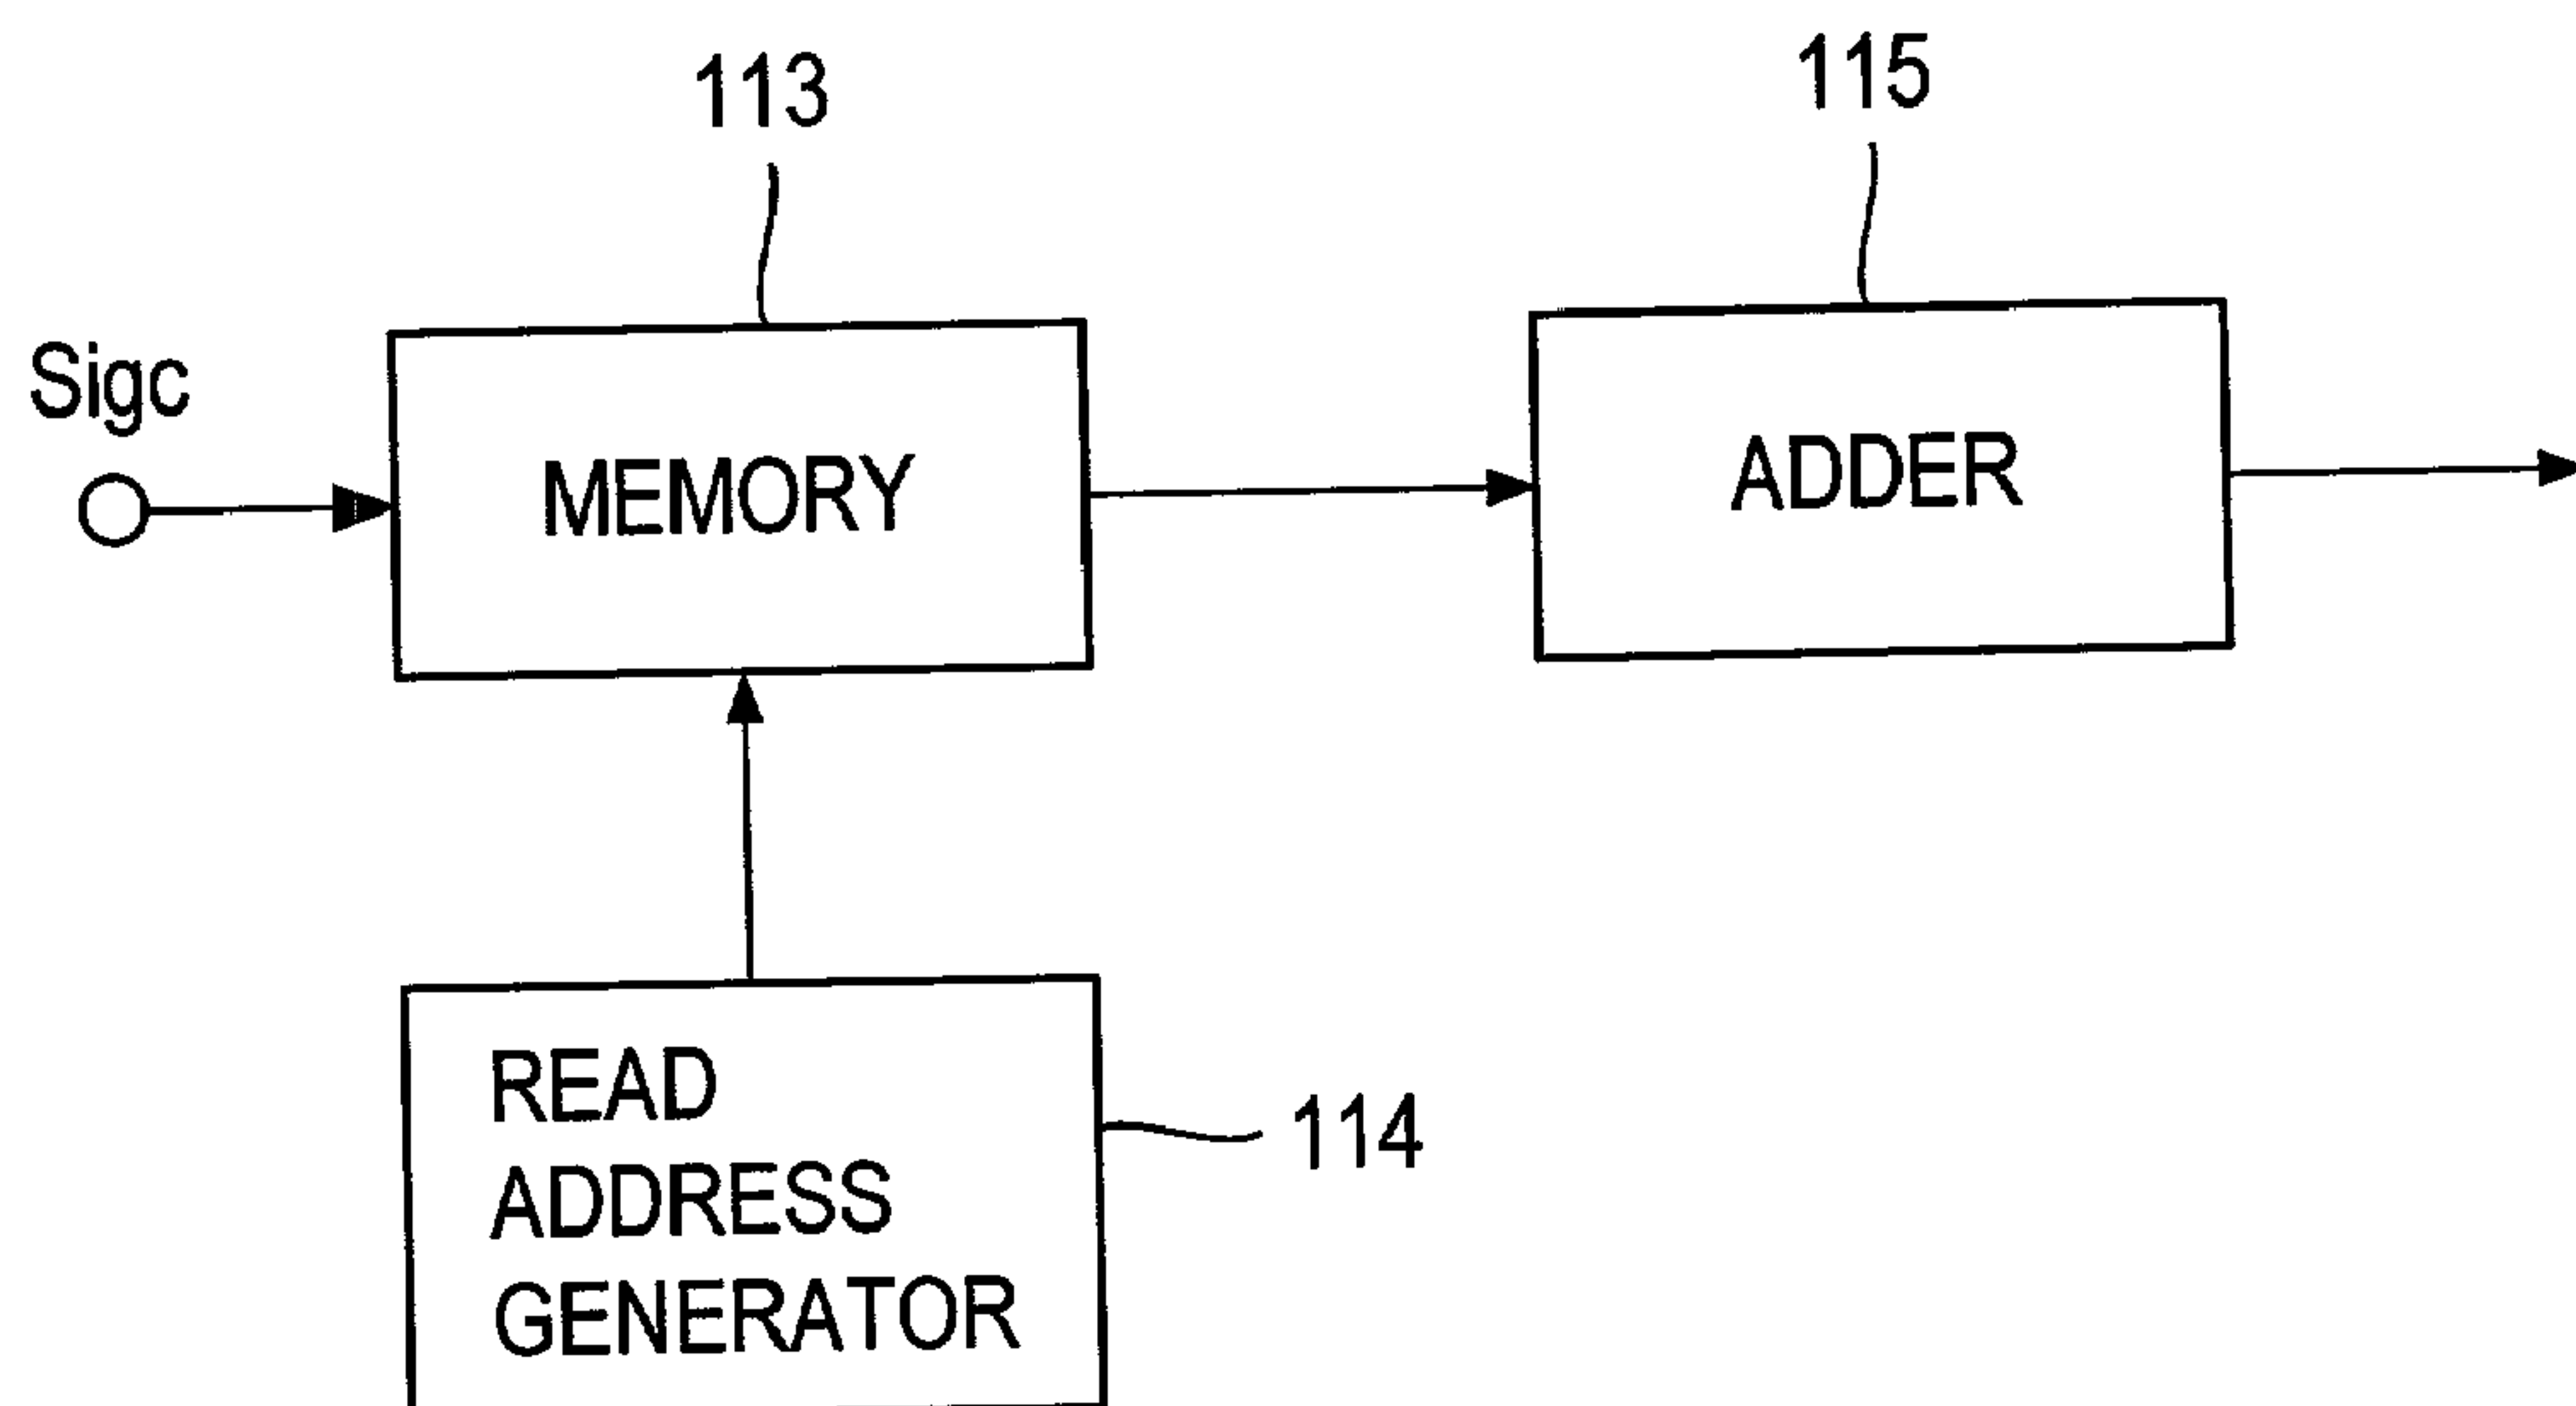 113
115
Sigc
MEMORY
ADDER
READ
ADDRESS
GENERATOR
114